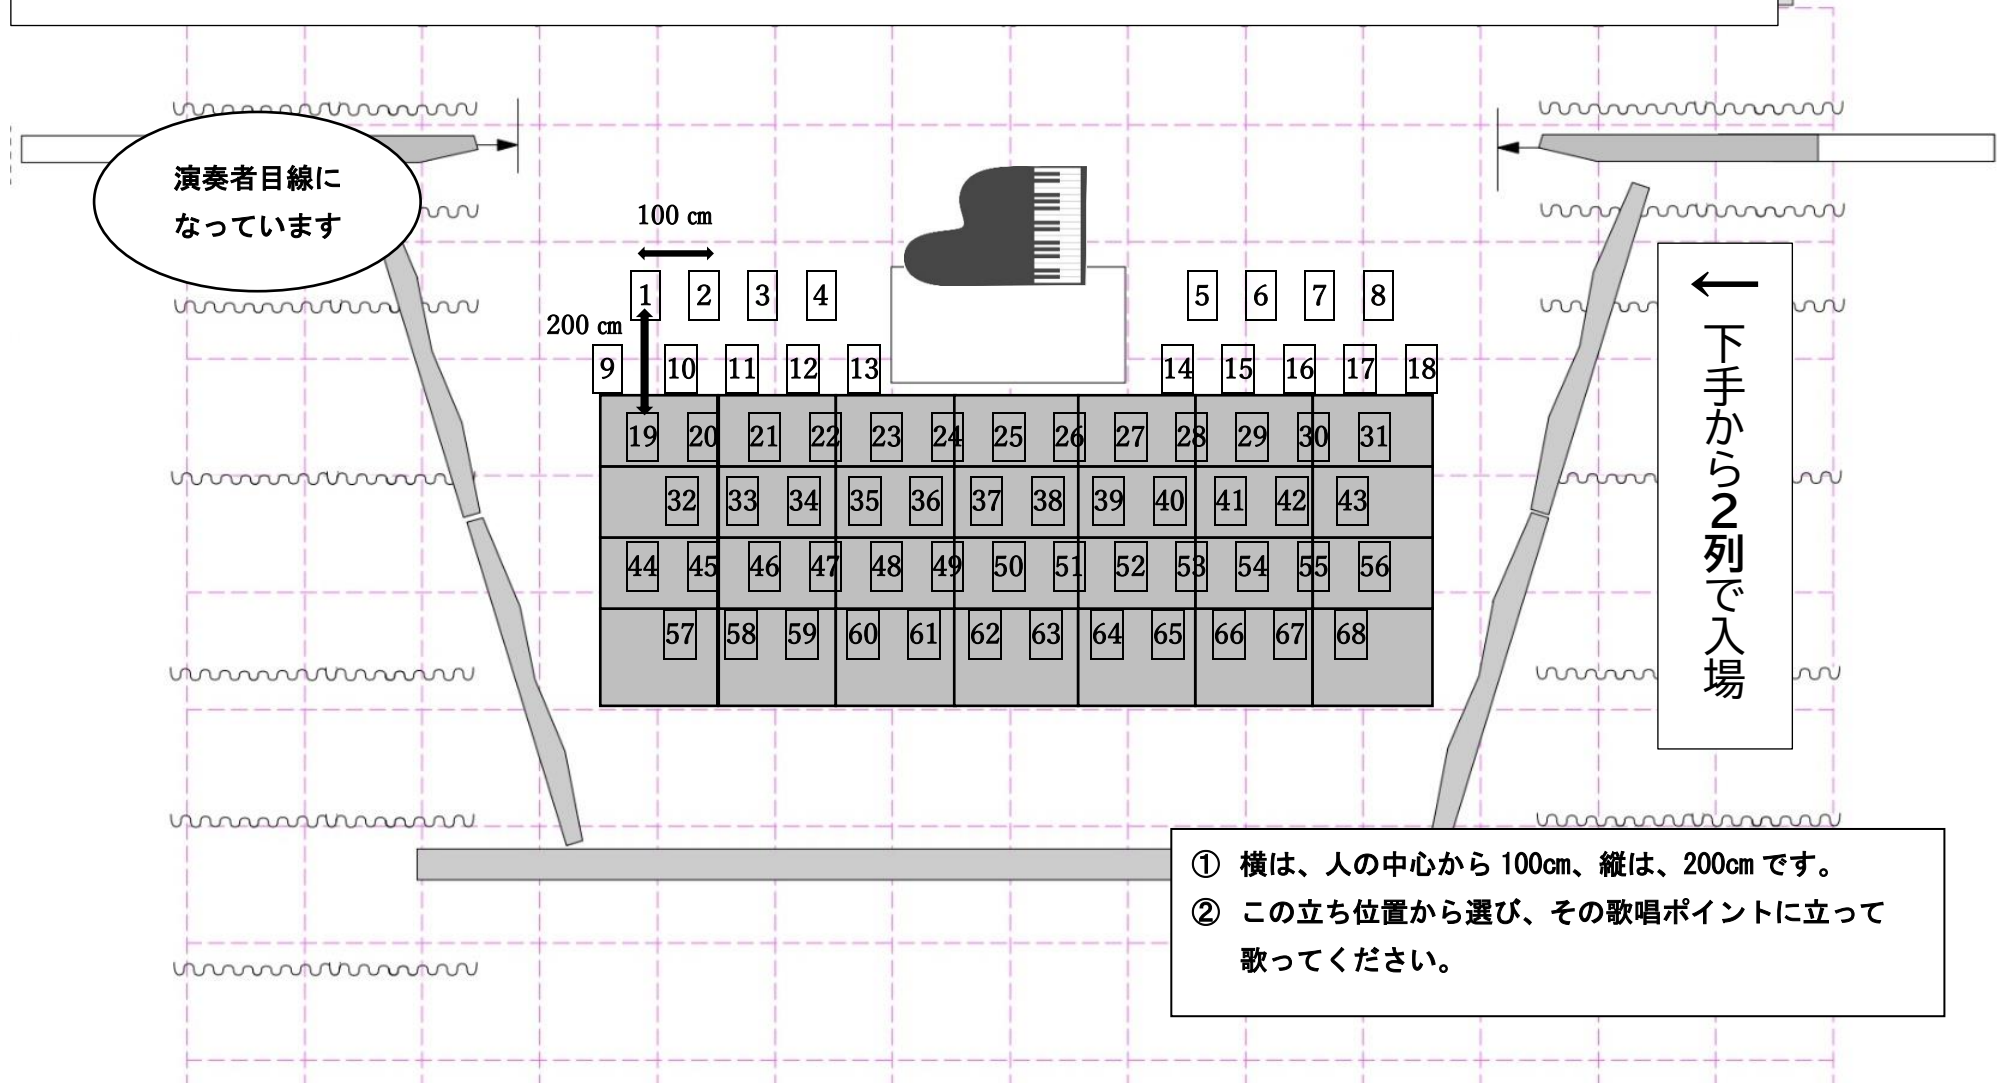 演奏者目線に
なっています
100 cm
1 2 3 4 5 6 7 8
200 cm
9 10 11 12 13 14 15 16 17 18
19 20 21 22 23 24 25 26 27 28 29 30 31
32 33 34 35 36 37 38 39 40 41 42 43
44 45 46 47 48 49 50 51 52 53 54 55 56
57 58 59 60 61 62 63 64 65 66 67 68
←下手から2列で入場
① 横は、人の中心から100cm、縦は、200cmです。
② この立ち位置から選び、その歌唱ポイントに立って
歌ってください。